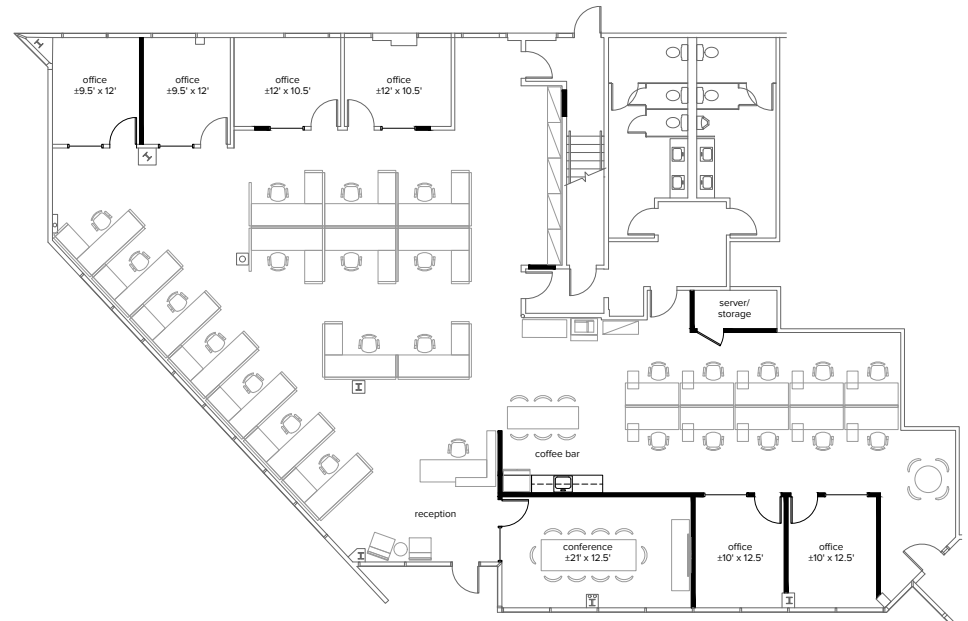 office
±9.5' x 12'
office
±9.5' x 12'
office
±12' x 10.5'
office
±12' x 10.5'
server/
storage
coffee bar
reception
conference
±21' x 12.5'
office
±10' x 12.5'
office
±10' x 12.5'